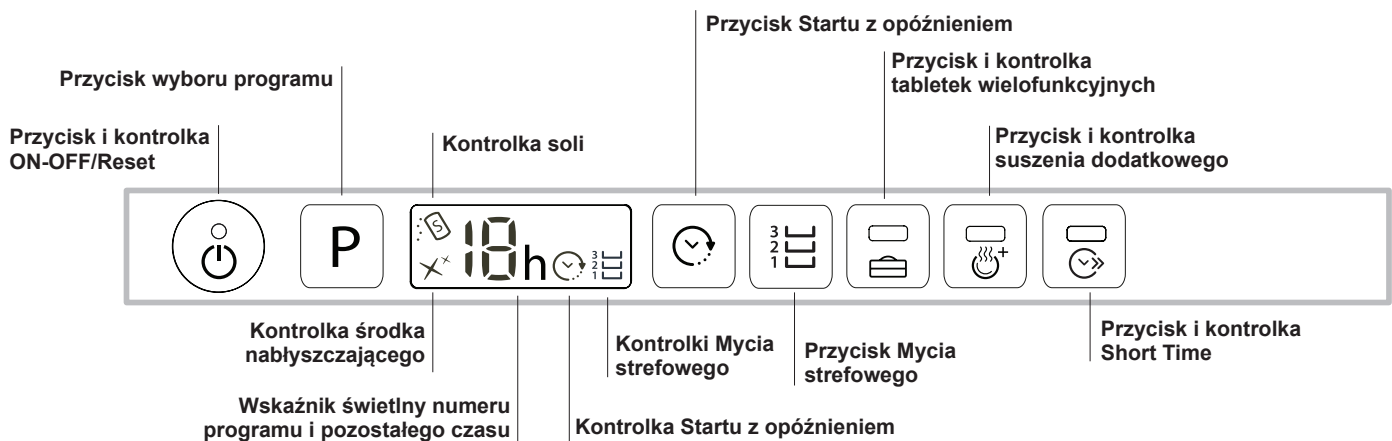 Przycisk Startu z opóźnieniem
Przycisk i kontrolka
tabletek wielofunkcyjnych
Przycisk wyboru programu
Przycisk i kontrolka
ON-OFF/Reset
Kontrolka soli
Przycisk i kontrolka
suszenia dodatkowego
P
S
18h
3
2
1
3
2
1
Kontrolka środka
nabłyszczającego
Kontrolki Mycia
strefowego
Przycisk Mycia
strefowego
Przycisk i kontrolka
Short Time
Wskaźnik świetlny numeru
programu i pozostałego czasu
Kontrolka Startu z opóźnieniem